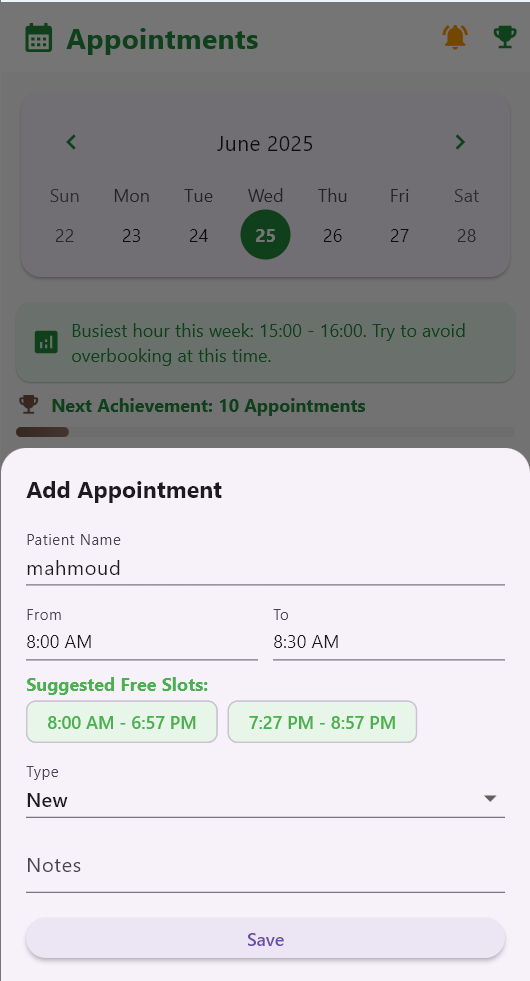 Appointments
June 2025
Sun Mon Tue Wed Thu Fri Sat
22 23 24 25 26 27 28
Busiest hour this week: 15:00 - 16:00. Try to avoid
overbooking at this time.
Next Achievement: 10 Appointments
Add Appointment
Patient Name
mahmoud
From To
8:00 AM 8:30 AM
Suggested Free Slots:
8:00 AM - 6:57 PM 7:27 PM - 8:57 PM
Type
New
Notes
Save